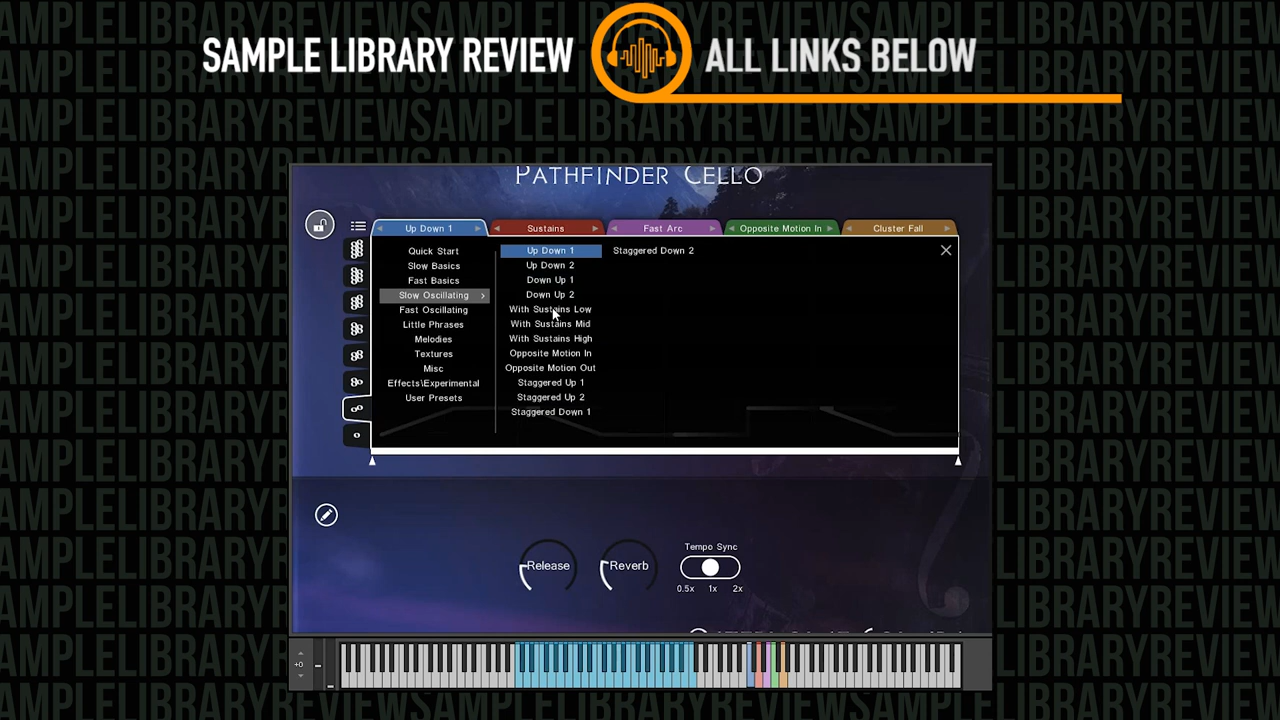 SAMPLE LIBRARY REVIEW ALL LINKS BELOW
PATHFINDER CELLO
Up Down 1 Sustains Fast Arc Opposite Motion In Cluster Fall
Quick Start
Slow Basics
Fast Basics
Slow Oscillating
Fast Oscillating
Little Phrases
Melodies
Textures
Misc
Effects\Experimental
User Presets
Up Down 1
Up Down 2
Down Up 1
Down Up 2
With Sustains Low
With Sustains Mid
With Sustains High
Opposite Motion In
Opposite Motion Out
Staggered Up 1
Staggered Up 2
Staggered Down 1
Staggered Down 2
Release
Reverb
Tempo Sync
0.5x 1x 2x
+0